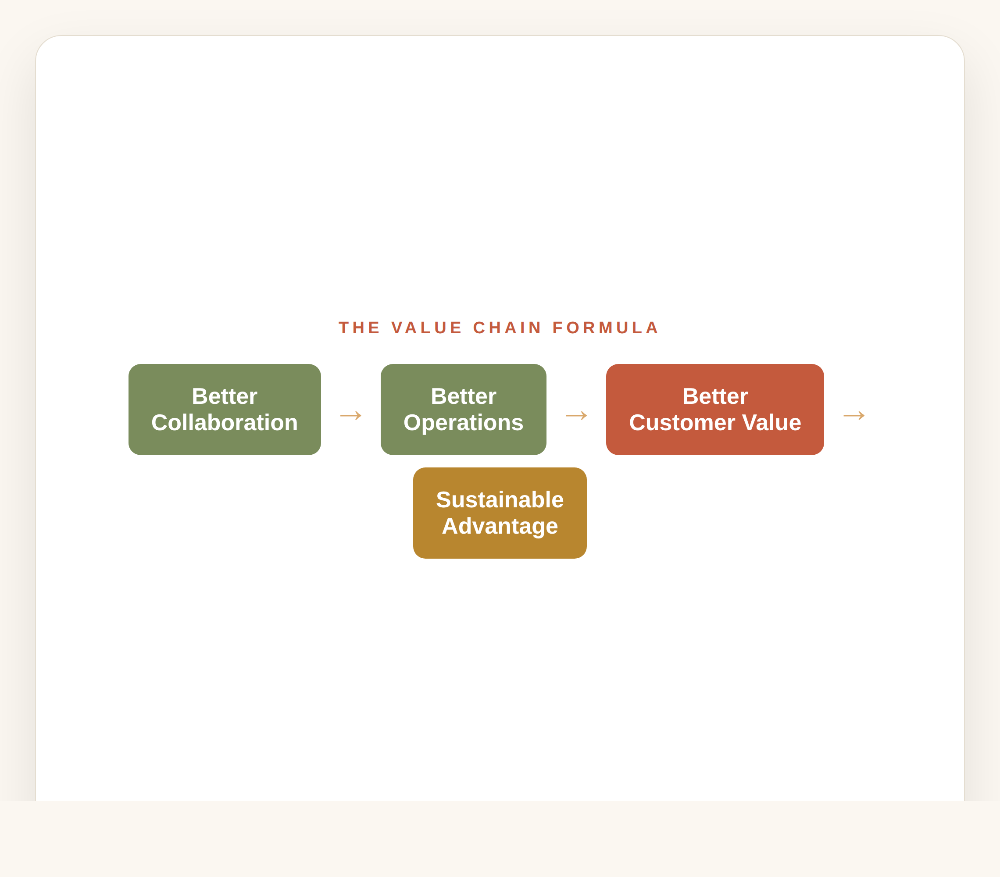 THE VALUE CHAIN FORMULA
Better
Collaboration
→
Better
Operations
→
Better
Customer Value
→
Sustainable
Advantage